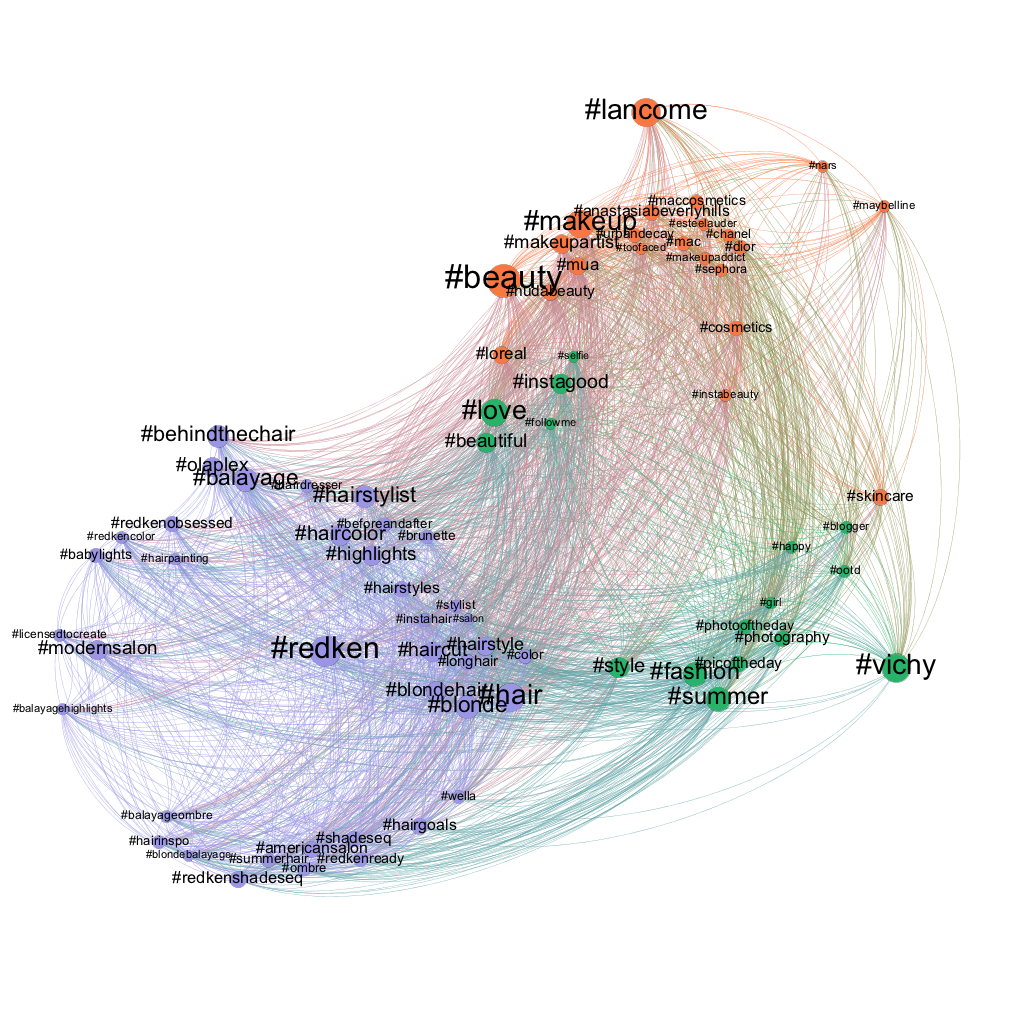 #lancome
#nars
#maybelline
#maccosmetics
#anastasiabeverlyhills
#makeup
#esteelauder
#urbandecay
#chanel
#makeupartist
#mac
#toofaced
#dior
#makeupaddict
#mua
#sephora
#beauty
#hudabeauty
#cosmetics
#loreal
#selfie
#instagood
#instabeauty
#love
#followme
#behindthechair
#beautiful
#olaplex
#balayage
#hairdresser
#hairstylist
#skincare
#redkenobsessed
#beforeandafter
#blogger
#redkencolor
#haircolor
#brunette
#happy
#babylights
#hairpainting
#highlights
#ootd
#hairstyles
#girl
#stylist
#instahair
#salon
#photooftheday
#licensedtocreate
#photography
#modernsalon
#redken
#haircut
#hairstyle
#longhair
#color
#style
#picoftheday
#fashion
#vichy
#blondehair
#hair
#summer
#blonde
#balayagehighlights
#wella
#balayageombre
#hairgoals
#hairinspo
#shadeseq
#americansalon
#blondebalayage
#summerhair
#redkenready
#ombre
#redkenshadeseq